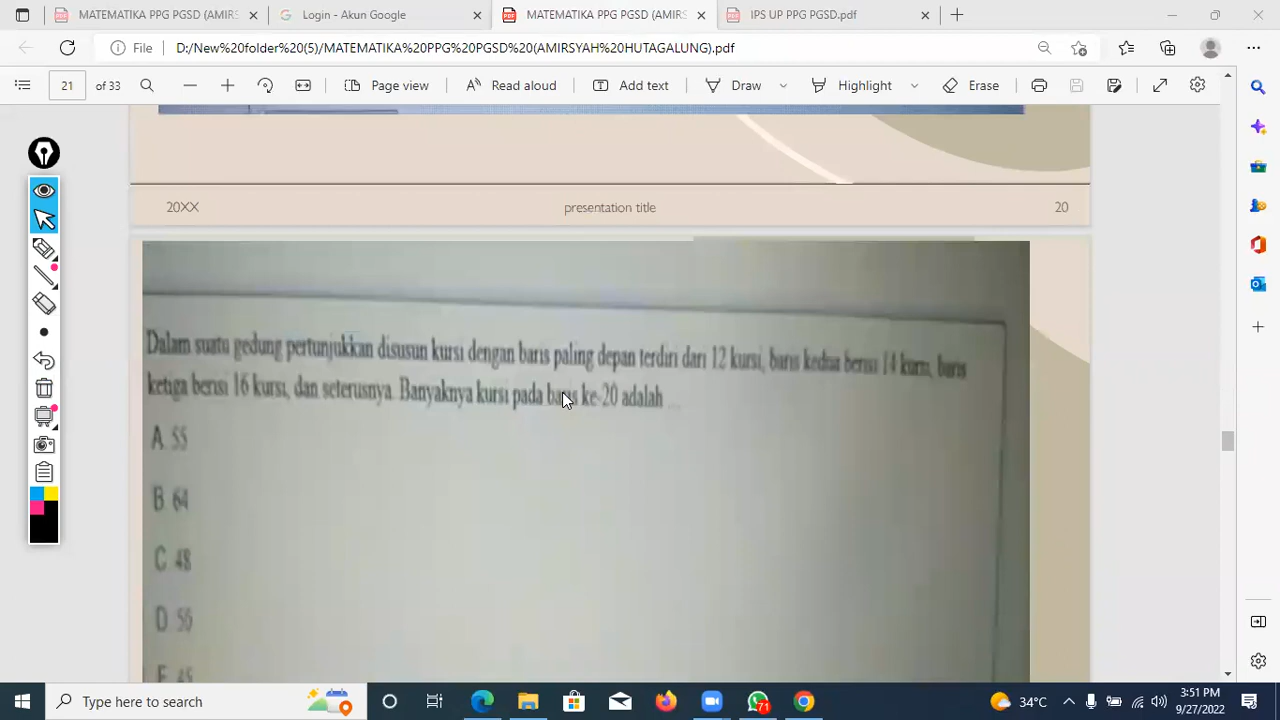 MATEMATIKA PPG PGSD (AMIRS
Login - Akun Google
MATEMATIKA PPG PGSD (AMIRS
IPS UP PPG PGSD.pdf
File
D:/New%20folder%20(5)/MATEMATIKA%20PPG%20PGSD%20(AMIRSYAH%20HUTAGALUNG).pdf
21 of 33
Page view
Read aloud
Add text
Draw
Highlight
Erase
20XX
presentation title
20
Dalam suatu gedung pertunjukkan disusun kursi dengan baris paling depan terdiri dari 12 kursi, baris kedua berisi 14 kursi, baris
ketiga berisi 16 kursi, dan seterusnya. Banyaknya kursi pada baris ke-20 adalah ...
A. 55
B. 64
C. 48
Type here to search
71
34°C
3:51 PM
9/27/2022